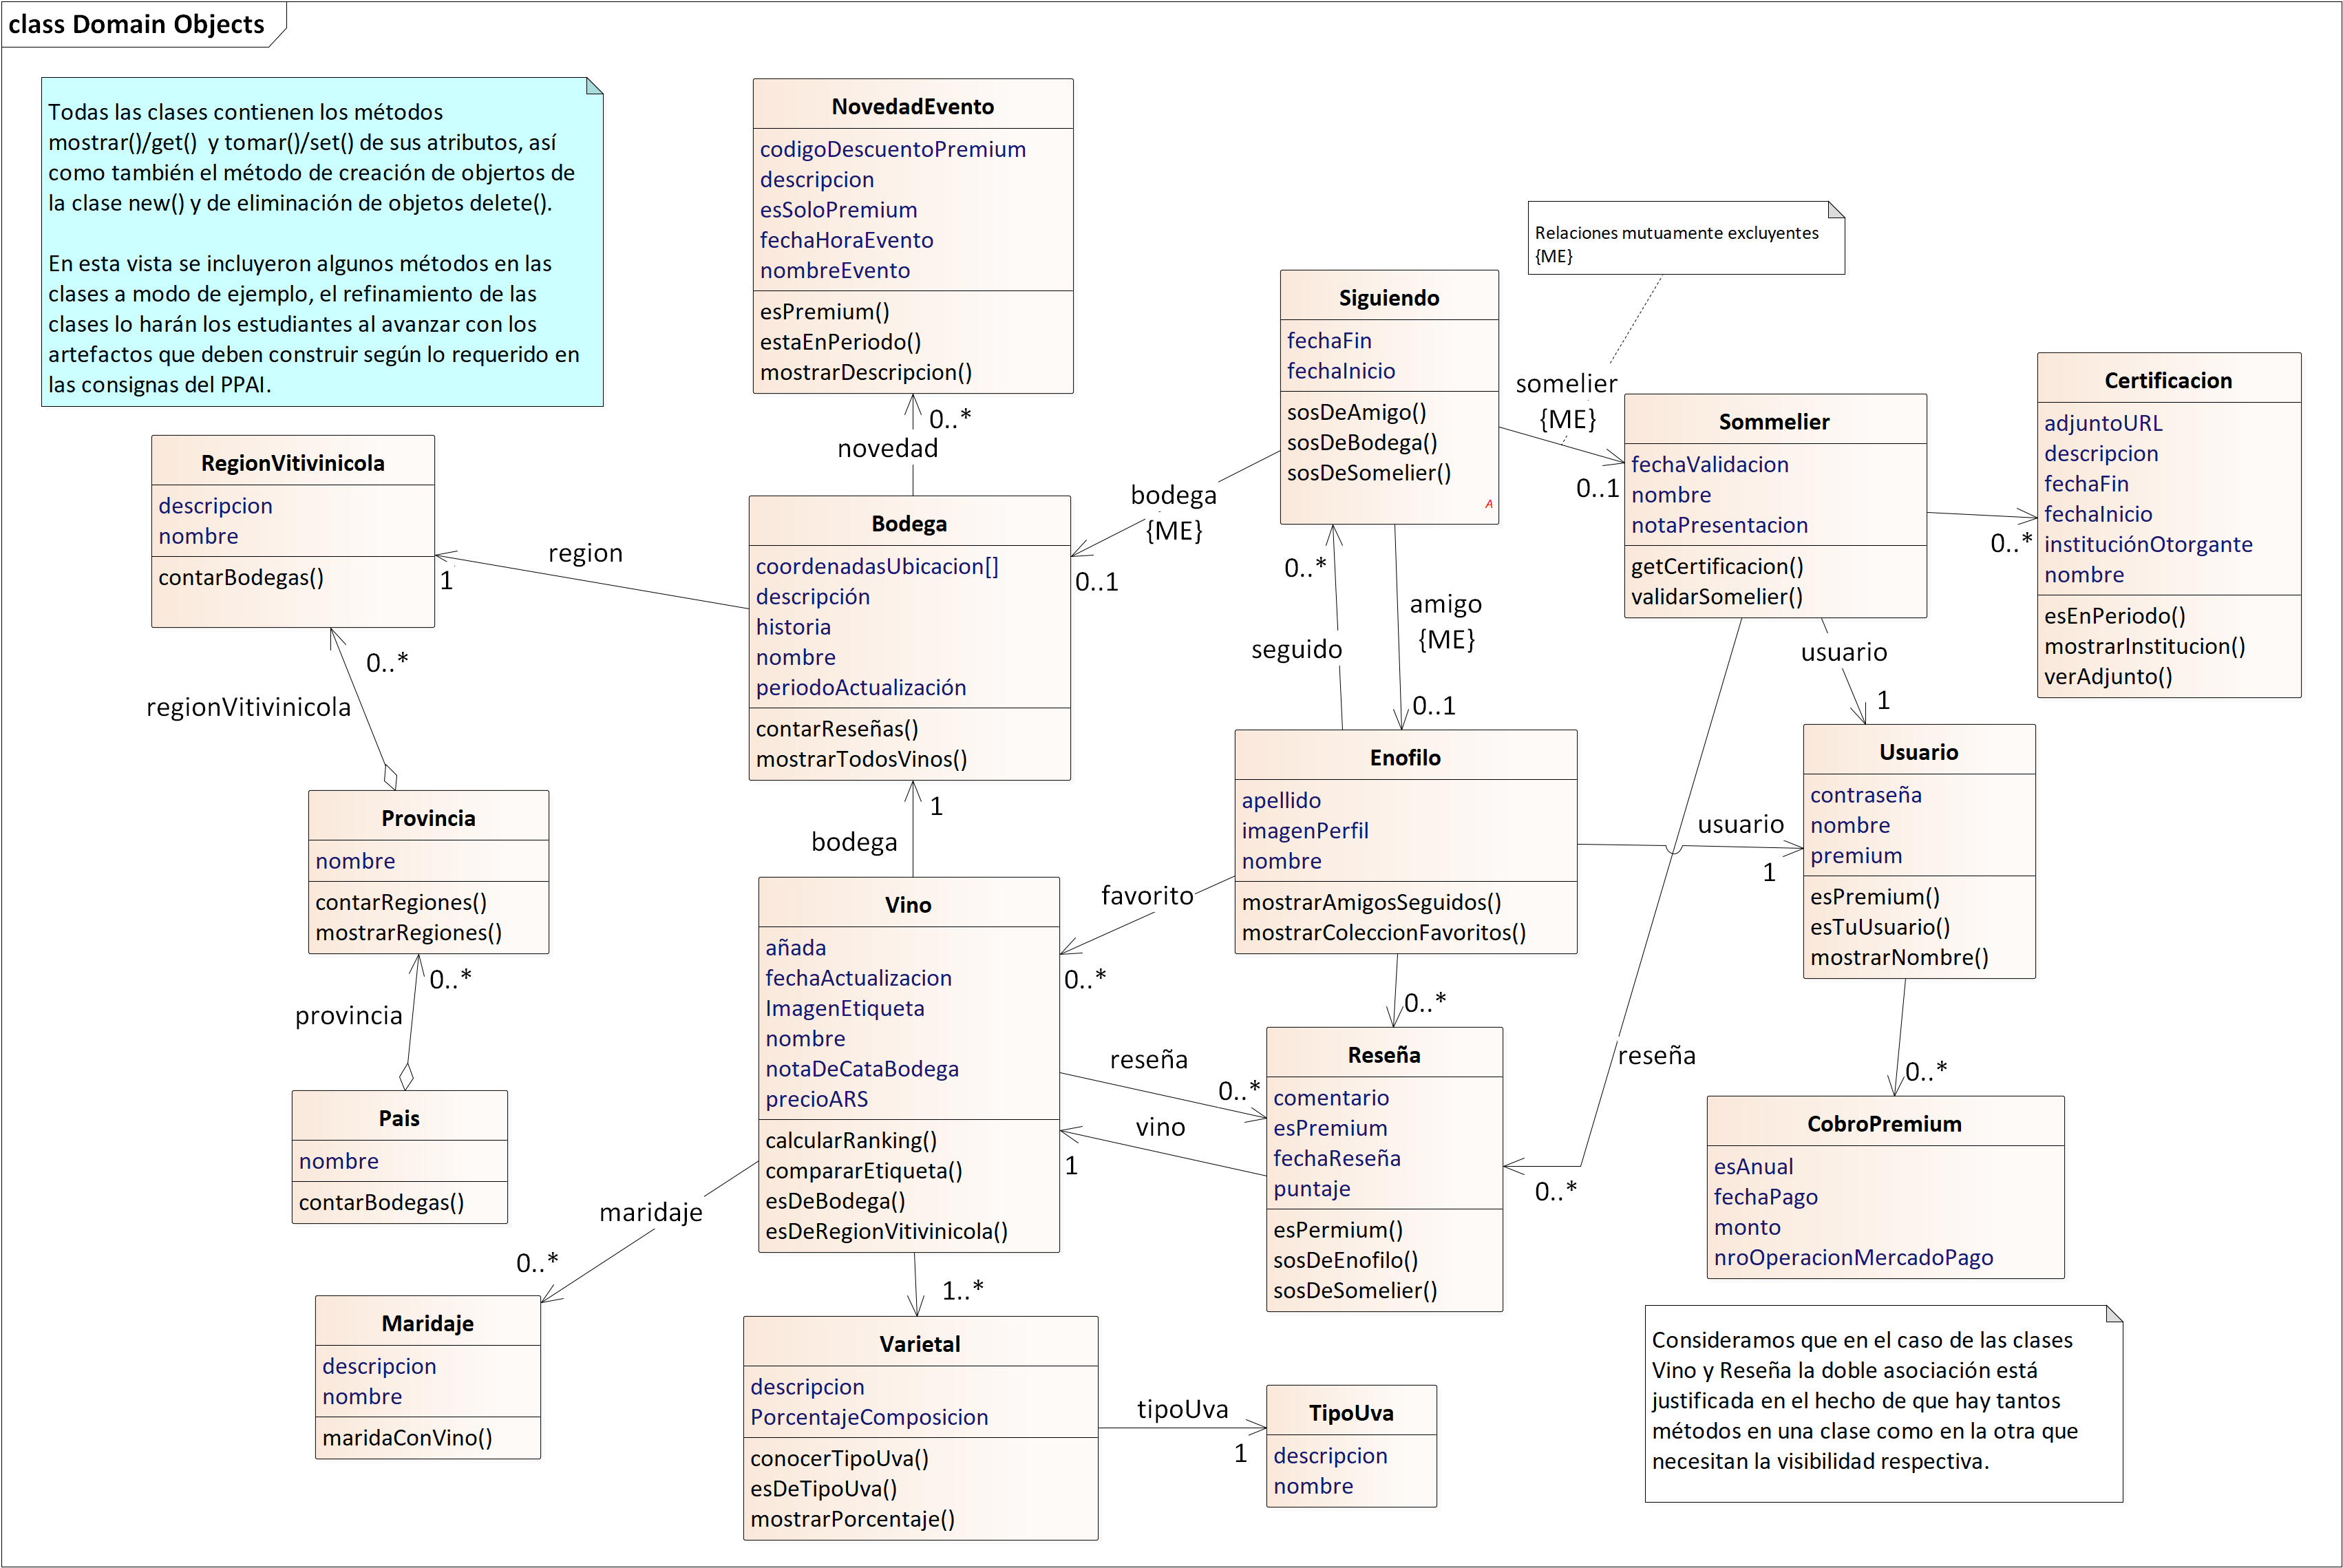 class Domain Objects
Todas las clases contienen los métodos
mostrar()/get()  y tomar()/set() de sus atributos, así
como también el método de creación de objertos de
la clase new() y de eliminación de objetos delete().
En esta vista se incluyeron algunos métodos en las
clases a modo de ejemplo, el refinamiento de las
clases lo harán los estudiantes al avanzar con los
artefactos que deben construir según lo requerido en
las consignas del PPAI.
NovedadEvento
codigoDescuentoPremium
descripcion
esSoloPremium
fechaHoraEvento
nombreEvento
esPremium()
estaEnPeriodo()
mostrarDescripcion()
0..*
novedad
Relaciones mutuamente excluyentes
{ME}
Siguiendo
fechaFin
fechaInicio
sosDeAmigo()
sosDeBodega()
sosDeSomelier()
A
somelier
{ME}
0..1
Sommelier
fechaValidacion
nombre
notaPresentacion
getCertificacion()
validarSomelier()
0..*
Certificacion
adjuntoURL
descripcion
fechaFin
fechaInicio
instituciónOtorgante
nombre
esEnPeriodo()
mostrarInstitucion()
verAdjunto()
RegionVitivinicola
descripcion
nombre
contarBodegas()
region
1
Bodega
coordenadasUbicacion[]
descripción
historia
nombre
periodoActualización
contarReseñas()
mostrarTodosVinos()
bodega
{ME}
0..1
0..*
seguido
amigo
{ME}
0..1
usuario
1
0..*
regionVitivinicola
Provincia
nombre
contarRegiones()
mostrarRegiones()
0..*
provincia
Pais
nombre
contarBodegas()
1
bodega
Enofilo
apellido
imagenPerfil
nombre
mostrarAmigosSeguidos()
mostrarColeccionFavoritos()
usuario
1
Usuario
contraseña
nombre
premium
esPremium()
esTuUsuario()
mostrarNombre()
favorito
0..*
Vino
añada
fechaActualizacion
ImagenEtiqueta
nombre
notaDeCataBodega
precioARS
calcularRanking()
compararEtiqueta()
esDeBodega()
esDeRegionVitivinicola()
0..*
reseña
0..*
vino
1
Reseña
comentario
esPremium
fechaReseña
puntaje
esPermium()
sosDeEnofilo()
sosDeSomelier()
reseña
0..*
0..*
CobroPremium
esAnual
fechaPago
monto
nroOperacionMercadoPago
maridaje
0..*
Maridaje
descripcion
nombre
maridaConVino()
1..*
Varietal
descripcion
PorcentajeComposicion
conocerTipoUva()
esDeTipoUva()
mostrarPorcentaje()
tipoUva
1
TipoUva
descripcion
nombre
Consideramos que en el caso de las clases
Vino y Reseña la doble asociación está
justificada en el hecho de que hay tantos
métodos en una clase como en la otra que
necesitan la visibilidad respectiva.